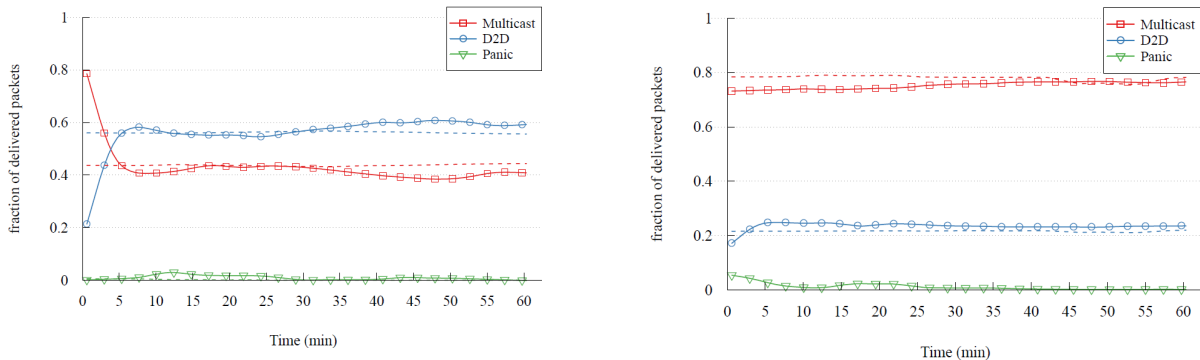 1
0.8
0.6
0.4
0.2
0
fraction of delivered packets
Multicast
D2D
Panic
0 5 10 15 20 25 30 35 40 45 50 55 60
Time (min)
1
0.8
0.6
0.4
0.2
0
fraction of delivered packets
Multicast
D2D
Panic
0 5 10 15 20 25 30 35 40 45 50 55 60
Time (min)